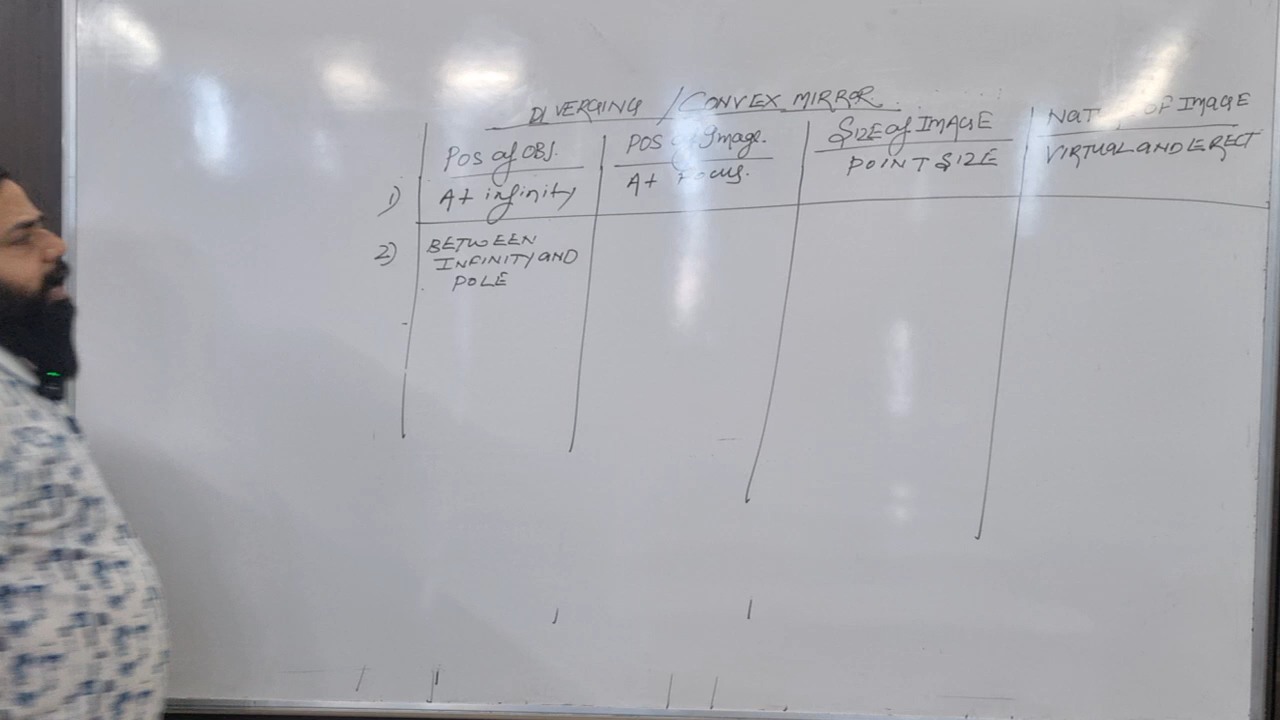 DIVERGING / CONVEX MIRROR.
POS of OBJ. POS Image. SIZE of IMAGE OF IMAGE
1) At infinity At Focus. POINT SIZE VIRTUAL AND ERECT
2) BETWEEN
INFINITY AND
POLE